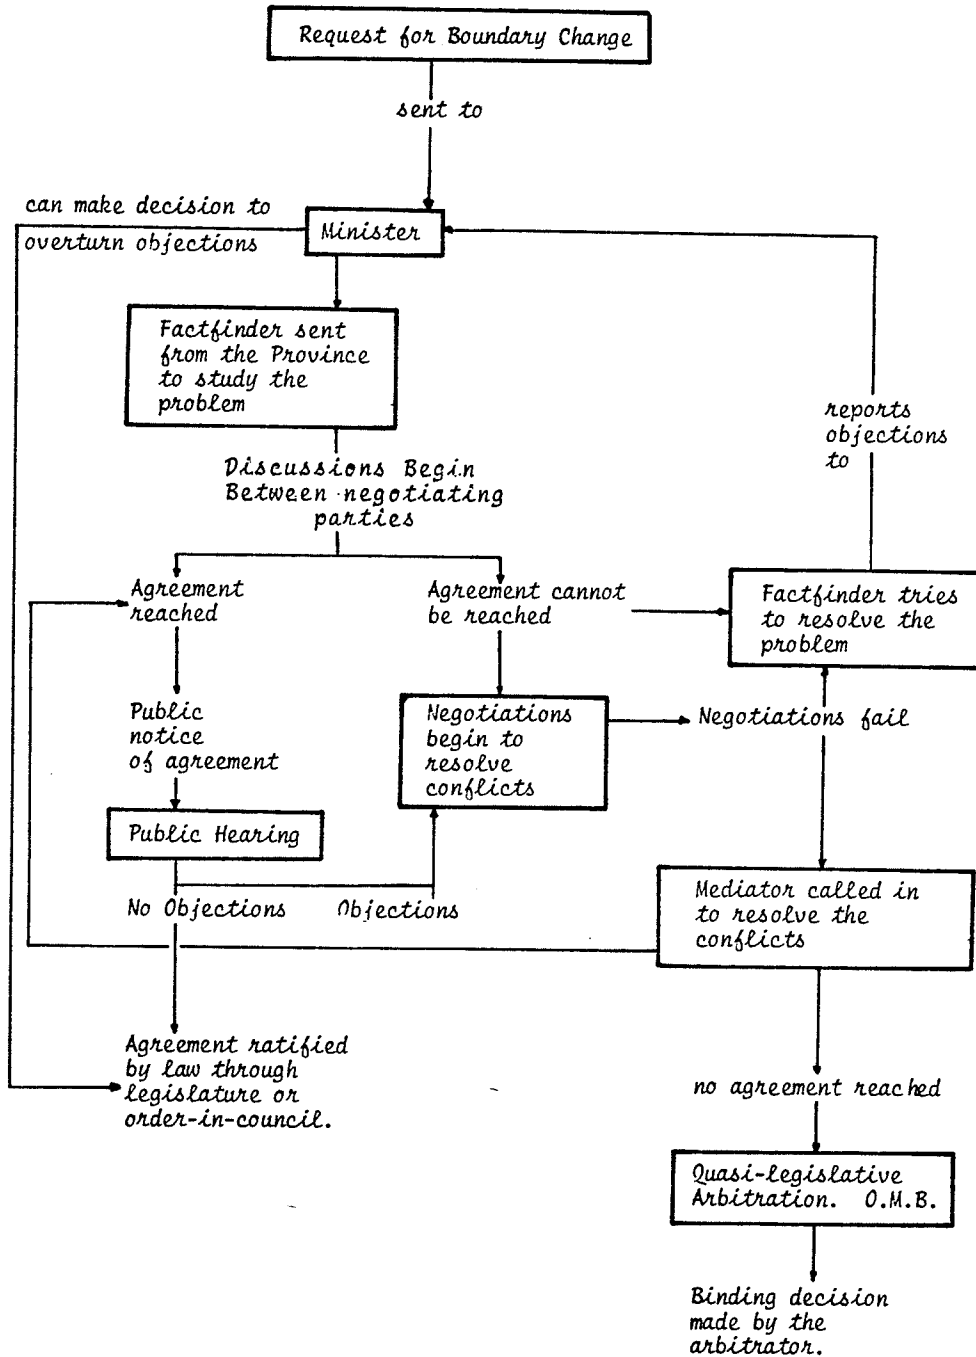 Request for Boundary Change
sent to
can make decision to
overturn objections
Minister
Factfinder sent
from the Province
to study the
problem
reports
objections
to
Discussions Begin
Between negotiating
parties
Agreement
reached
Agreement cannot
be reached
Factfinder tries
to resolve the
problem
Public
notice
of agreement
Negotiations
begin to
resolve
conflicts
Negotiations fail
Public Hearing
No Objections
Objections
Mediator called in
to resolve the
conflicts
Agreement ratified
by law through
legislature or
order-in-council.
no agreement reached
Quasi-legislative
Arbitration. O.M.B.
Binding decision
made by the
arbitrator.